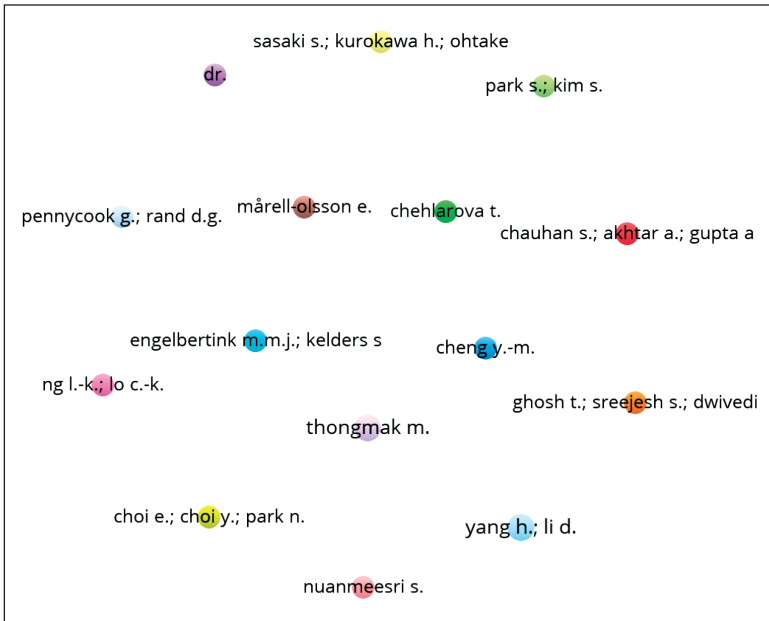 sasaki s.; kurokawa h.; ohtake
dr.
park s.; kim s.
pennycook g.; rand d.g.
mårell-olsson e.
chehlarova t.
chauhan s.; akhtar a.; gupta a
engelbertink m.m.j.; kelders s
cheng y.-m.
ng l.-k.; lo c.-k.
ghosh t.; sreejesh s.; dwivedi
thongmak m.
choi e.; choi y.; park n.
yang h.; li d.
nuanmeesri s.